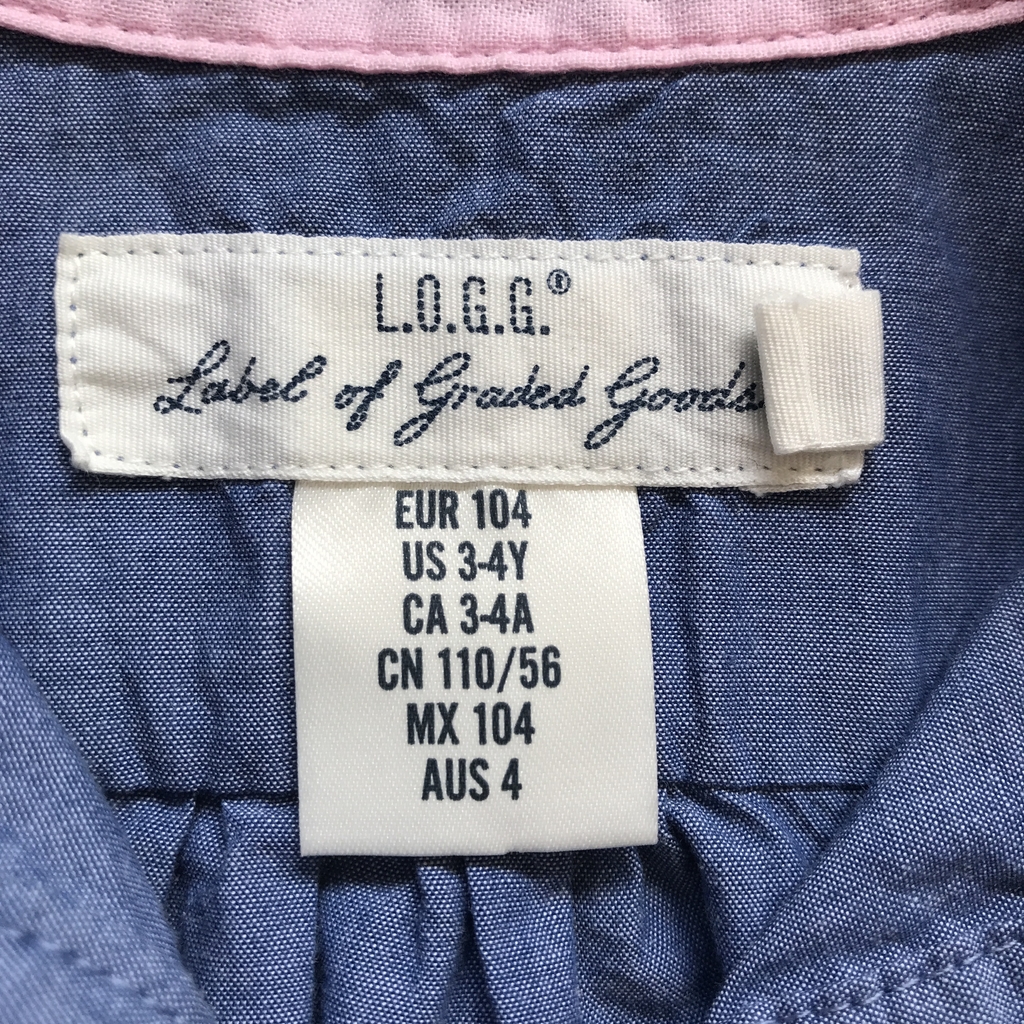 L.O.G.G.®
Label of Graded Goods
EUR 104
US 3-4Y
CA 3-4A
CN 110/56
MX 104
AUS 4